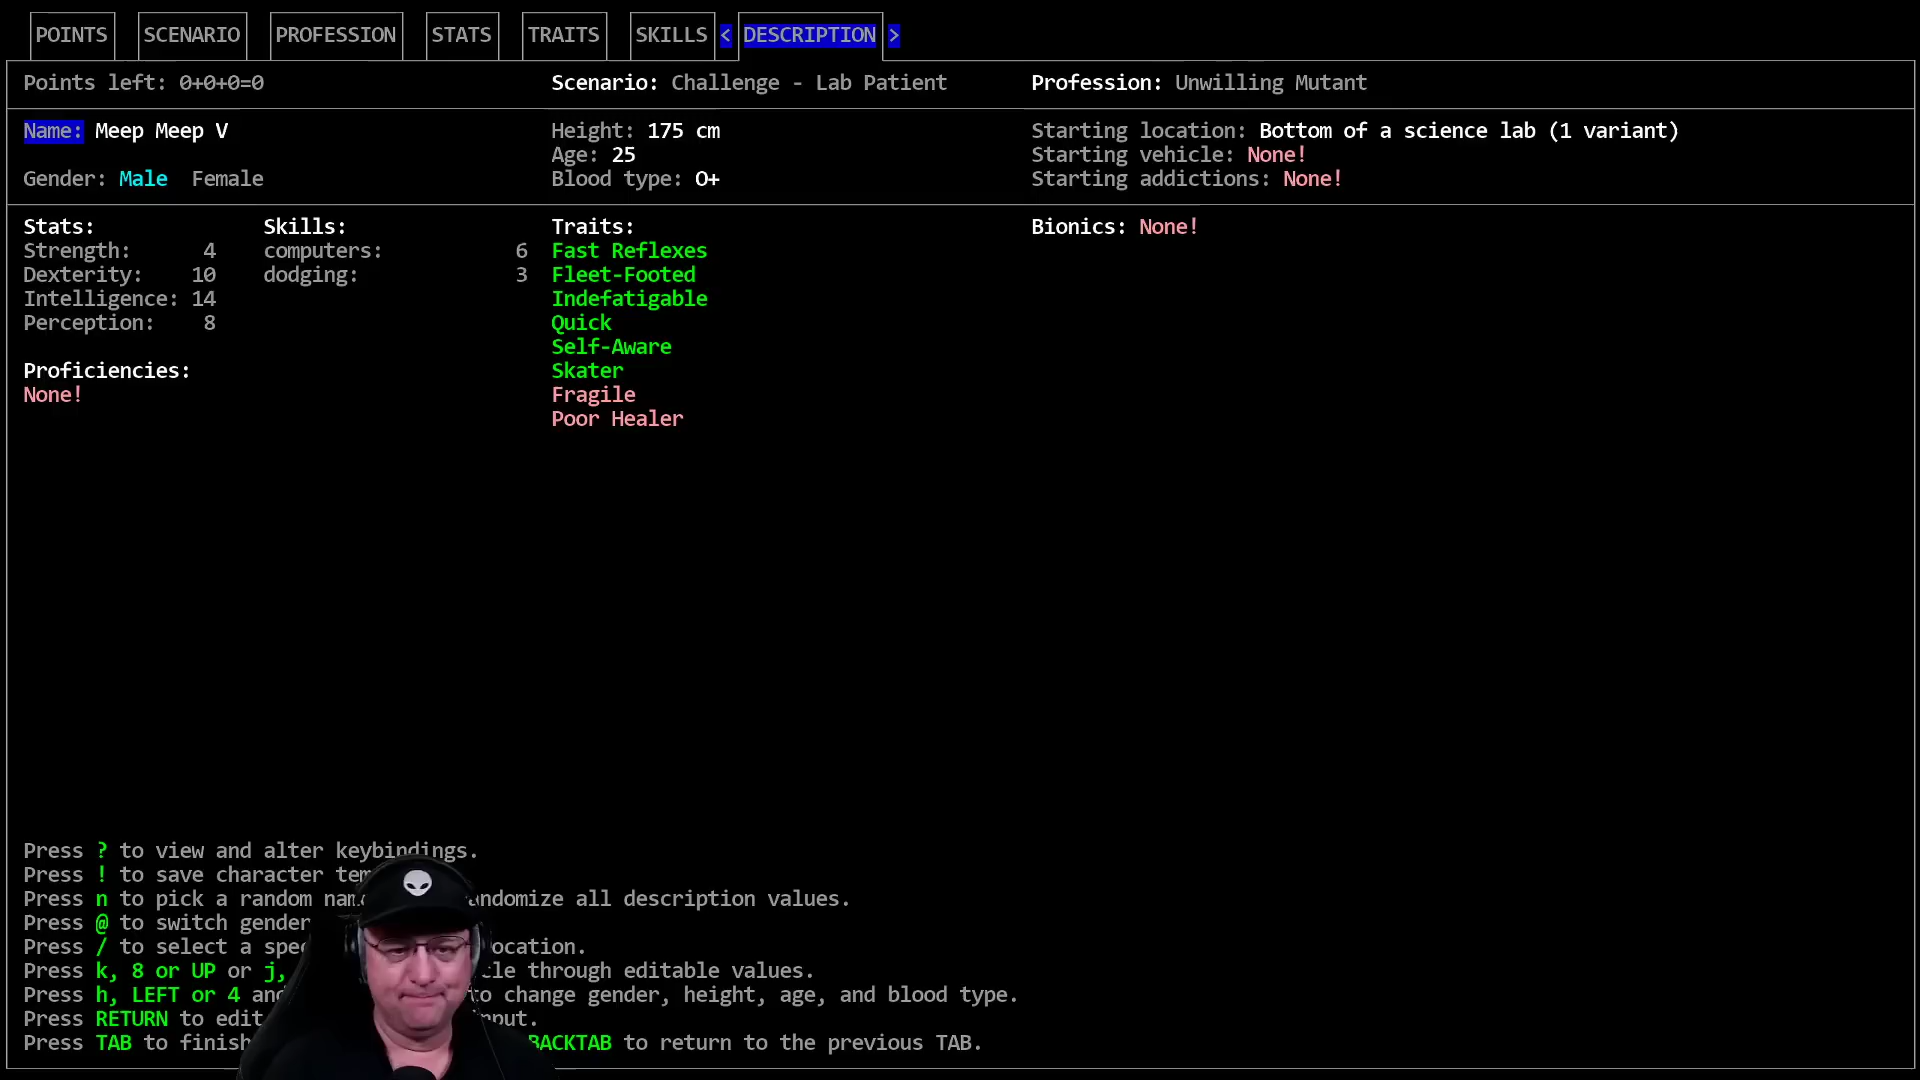 POINTS SCENARIO PROFESSION STATS TRAITS SKILLS < DESCRIPTION >
Points left: 0+0+0=0 Scenario: Challenge - Lab Patient Profession: Unwilling Mutant
Name: Meep Meep V Height: 175 cm Starting location: Bottom of a science lab (1 variant)
Age: 25 Starting vehicle: None!
Gender: Male Female Blood type: O+ Starting addictions: None!
Stats: Skills: Traits: Bionics: None!
Strength: 4 computers: 6 Fast Reflexes
Dexterity: 10 dodging: 3 Fleet-Footed
Intelligence: 14 Indefatigable
Perception: 8 Quick
Self-Aware
Proficiencies: Skater
None! Fragile
Poor Healer
Press ? to view and alter keybindings.
Press ! to save character
Press n to pick a random all description values.
Press @ to switch gender
Press / to select a
Press k, 8 or UP or j, through editable values.
Press h, LEFT or 4 to change gender, height, age, and blood type.
Press RETURN to edit
Press TAB to finish BACKTAB to return to the previous TAB.